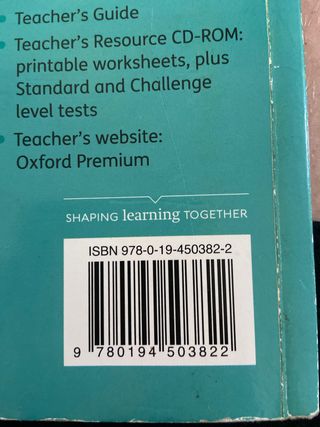 Teacher's Guide
Teacher's Resource CD-ROM:
printable worksheets, plus
Standard and Challenge
level tests
Teacher's website:
Oxford Premium
SHAPING learning TOGETHER
ISBN 978-0-19-450382-2
9 780194 503822